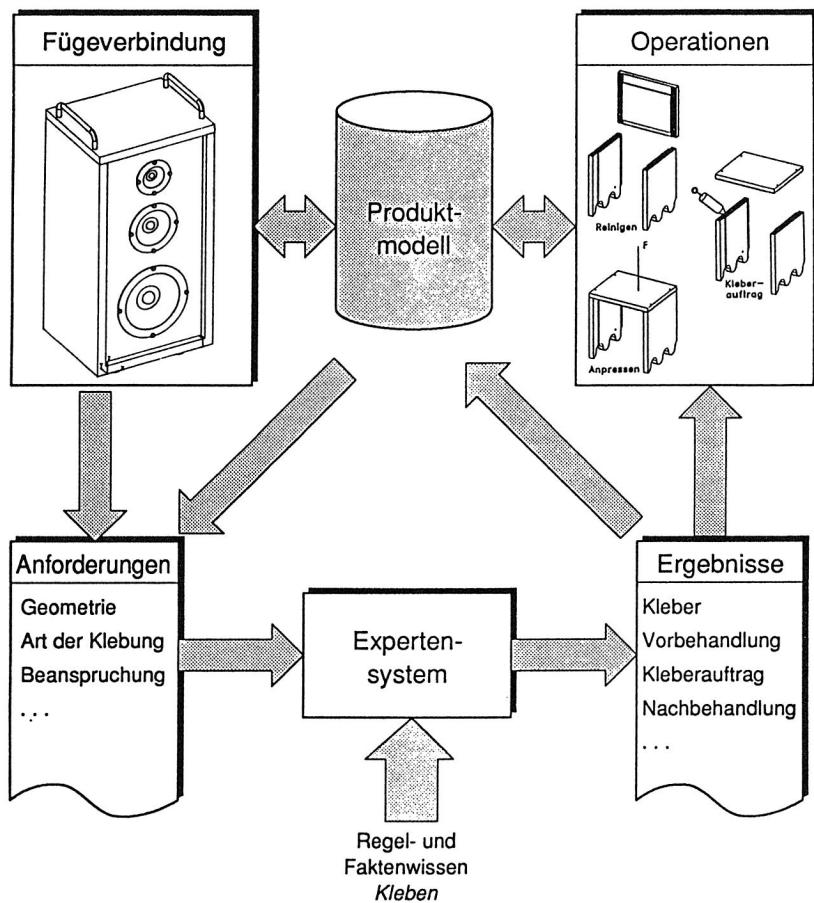 Fügeverbindung
Produkt-
modell
Operationen
Reinigen
F
Kleber-
auftrag
Anpressen
Anforderungen
Geometrie
Art der Klebung
Beanspruchung
. . .
Experten-
system
Ergebnisse
Kleber
Vorbehandlung
Kleberauftrag
Nachbehandlung
. . .
Regel- und
Faktenwissen
Kleben